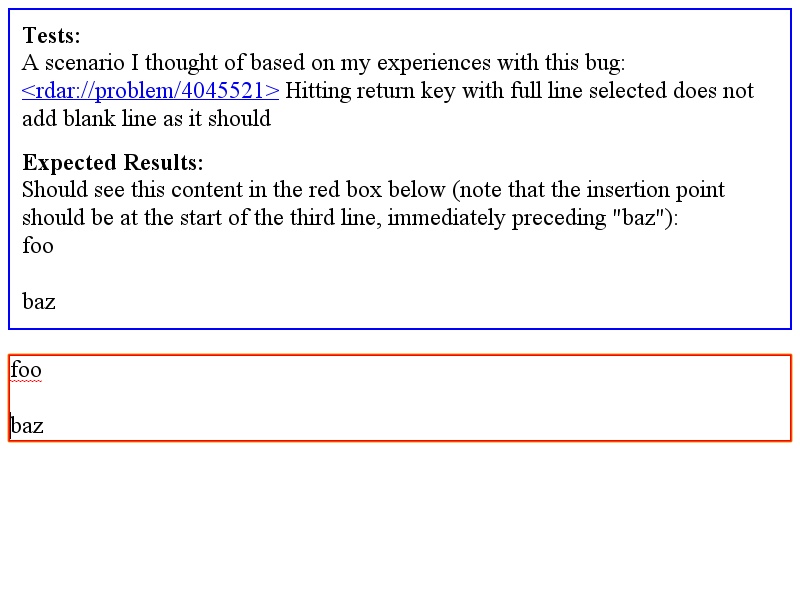 Tests:
A scenario I thought of based on my experiences with this bug:
<rdar://problem/4045521> Hitting return key with full line selected does not
add blank line as it should
Expected Results:
Should see this content in the red box below (note that the insertion point
should be at the start of the third line, immediately preceding "baz"):
foo
baz
foo
baz